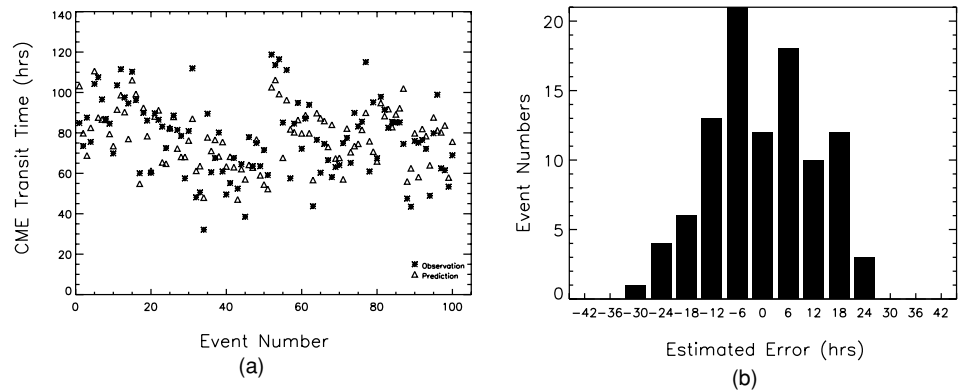 CME Transit Time (hrs)
140
120
100
80
60
40
20
0
0 20 40 60 80 100
Observation
Prediction
Event Number
(a)
Event Numbers
20
15
10
5
0
-42 -36 -30 -24 -18 -12 -6 0 6 12 18 24 30 36 42
Estimated Error (hrs)
(b)